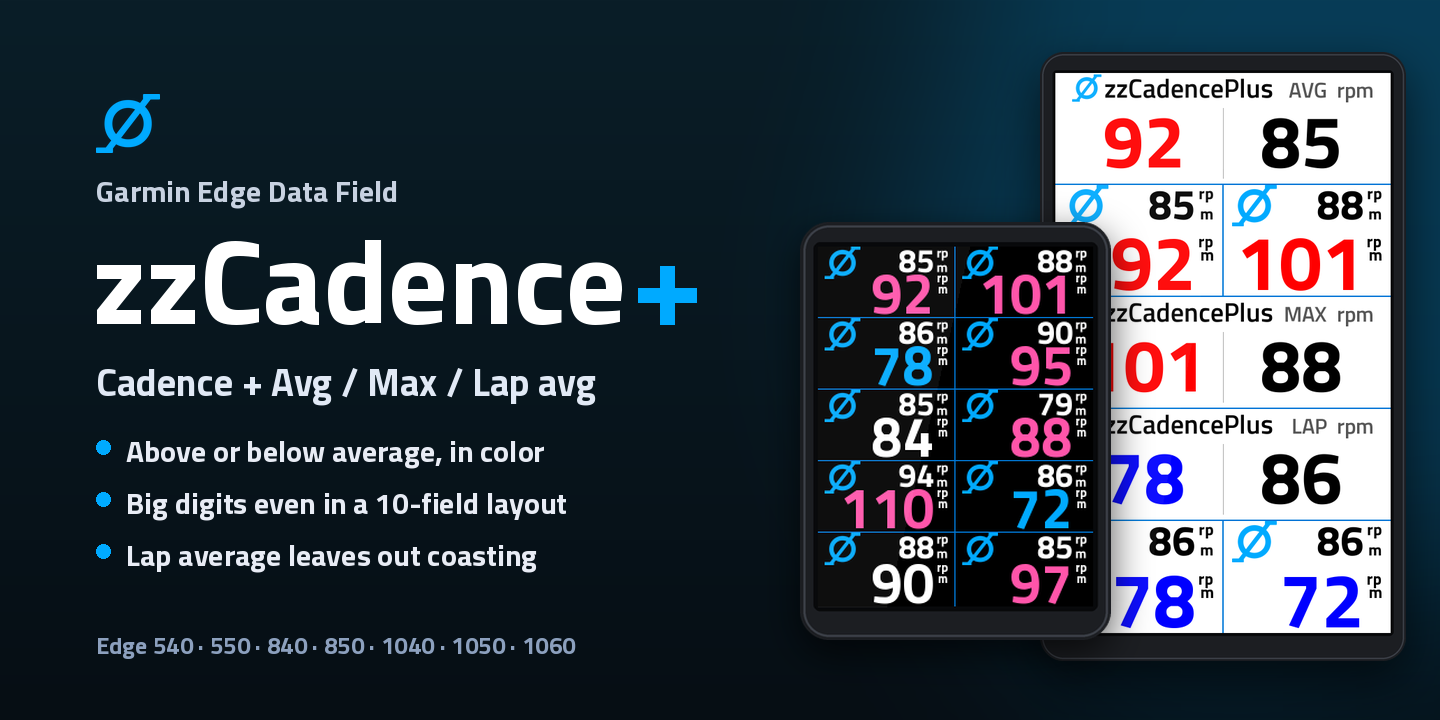 Garmin Edge Data Field
zzCadence+
Cadence + Avg / Max / Lap avg
Above or below average, in color
Big digits even in a 10-field layout
Lap average leaves out coasting
Edge 540 · 550 · 840 · 850 · 1040 · 1050 · 1060
85 rpm 88 rpm
92 rpm 101 rpm
86 rpm 90 rpm
78 rpm 95 rpm
85 rpm 79 rpm
84 rpm 88 rpm
94 rpm 86 rpm
110 rpm 72 rpm
88 rpm 85 rpm
90 rpm 97 rpm
zzCadencePlus AVG rpm
92 85
85 rpm 88 rpm
92 rpm 101 rpm
zzCadencePlus MAX rpm
101 88
zzCadencePlus LAP rpm
78 86
86 rpm 86 rpm
78 rpm 72 rpm